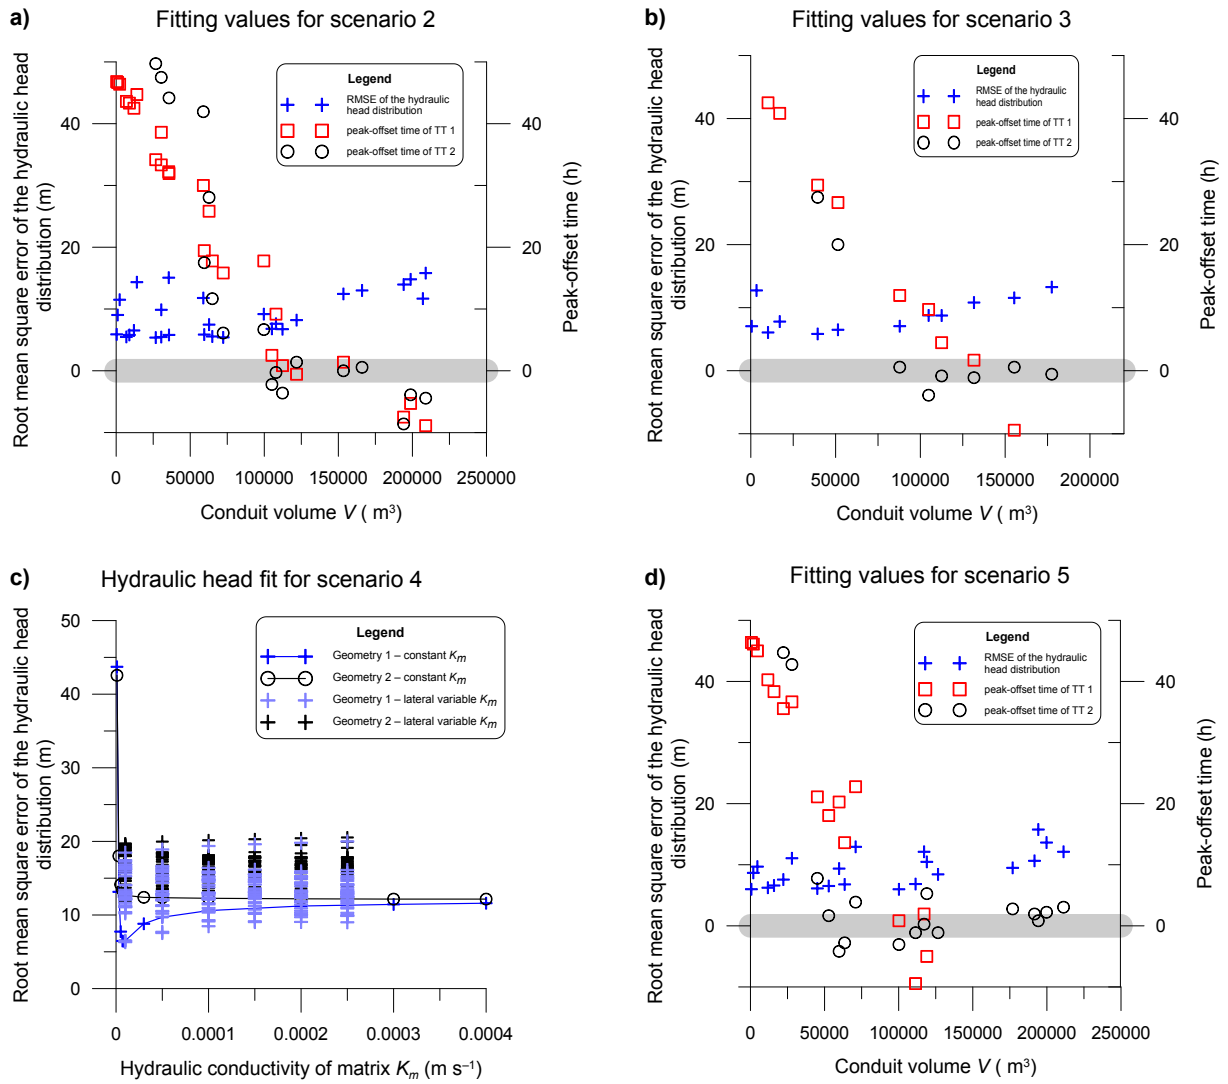 a)
Fitting values for scenario 2
Root mean square error of the hydraulic head
distribution (m)
40
20
0
Legend
RMSE of the hydraulic
head distribution
peak-offset time of TT 1
peak-offset time of TT 2
40
20
0
Peak-offset time (h)
0 50000 100000 150000 200000 250000
Conduit volume V ( m³)
b)
Fitting values for scenario 3
Root mean square error of the hydraulic head
distribution (m)
40
20
0
Legend
RMSE of the hydraulic
head distribution
peak-offset time of TT 1
peak-offset time of TT 2
40
20
0
Peak-offset time (h)
0 50000 100000 150000 200000
Conduit volume V ( m³)
c)
Hydraulic head fit for scenario 4
Root mean square error of the hydraulic head
distribution (m)
50
40
30
20
10
0
Legend
Geometry 1 – constant Km
Geometry 2 – constant Km
Geometry 1 – lateral variable Km
Geometry 2 – lateral variable Km
0 0.0001 0.0002 0.0003 0.0004
Hydraulic conductivity of matrix Km (m s⁻¹)
d)
Fitting values for scenario 5
Root mean square error of the hydraulic head
distribution (m)
40
20
0
Legend
RMSE of the hydraulic
head distribution
peak-offset time of TT 1
peak-offset time of TT 2
40
20
0
Peak-offset time (h)
0 50000 100000 150000 200000 250000
Conduit volume V ( m³)